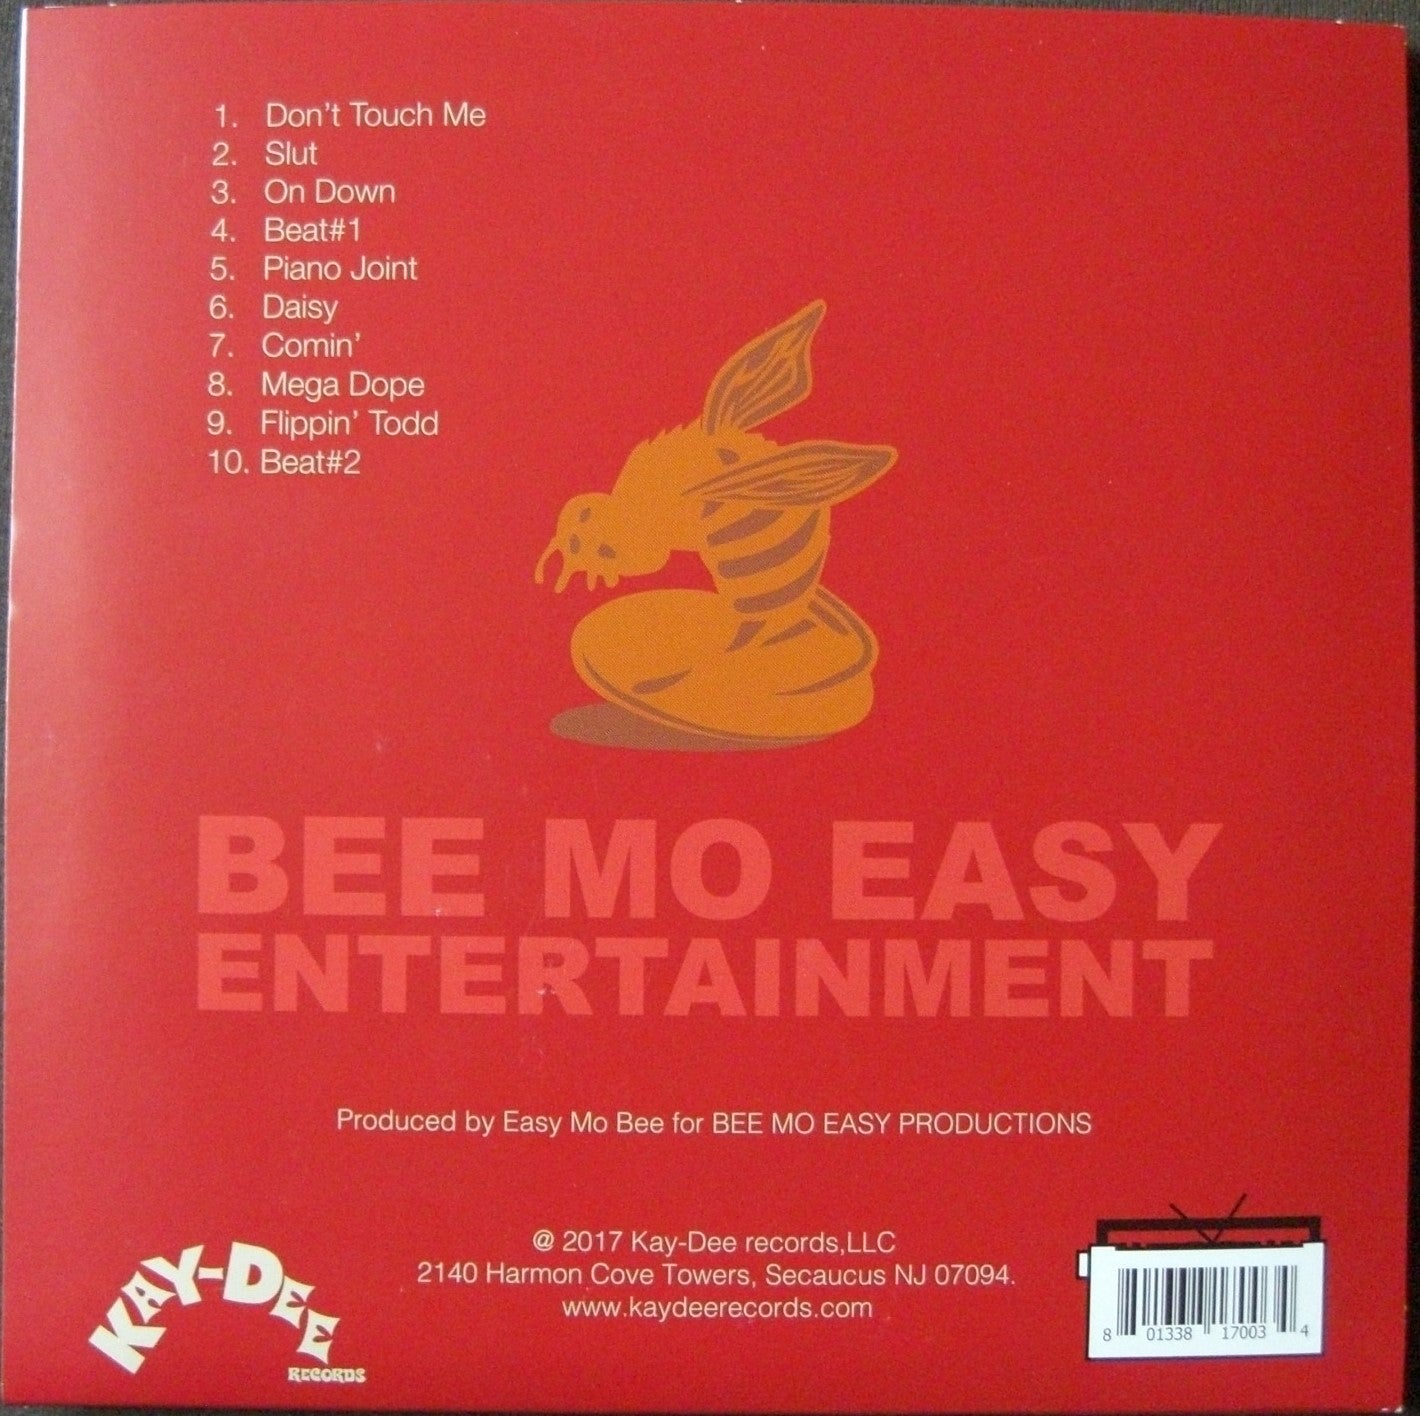 1. Don't Touch Me
2. Slut
3. On Down
4. Beat#1
5. Piano Joint
6. Daisy
7. Comin'
8. Mega Dope
9. Flippin' Todd
10. Beat#2
BEE MO EASY
ENTERTAINMENT
Produced by Easy Mo Bee for BEE MO EASY PRODUCTIONS
@ 2017 Kay-Dee records,LLC
2140 Harmon Cove Towers, Secaucus NJ 07094.
www.kaydeerecords.com
KAY-DEE
RECORDS
8 01338 17003 4